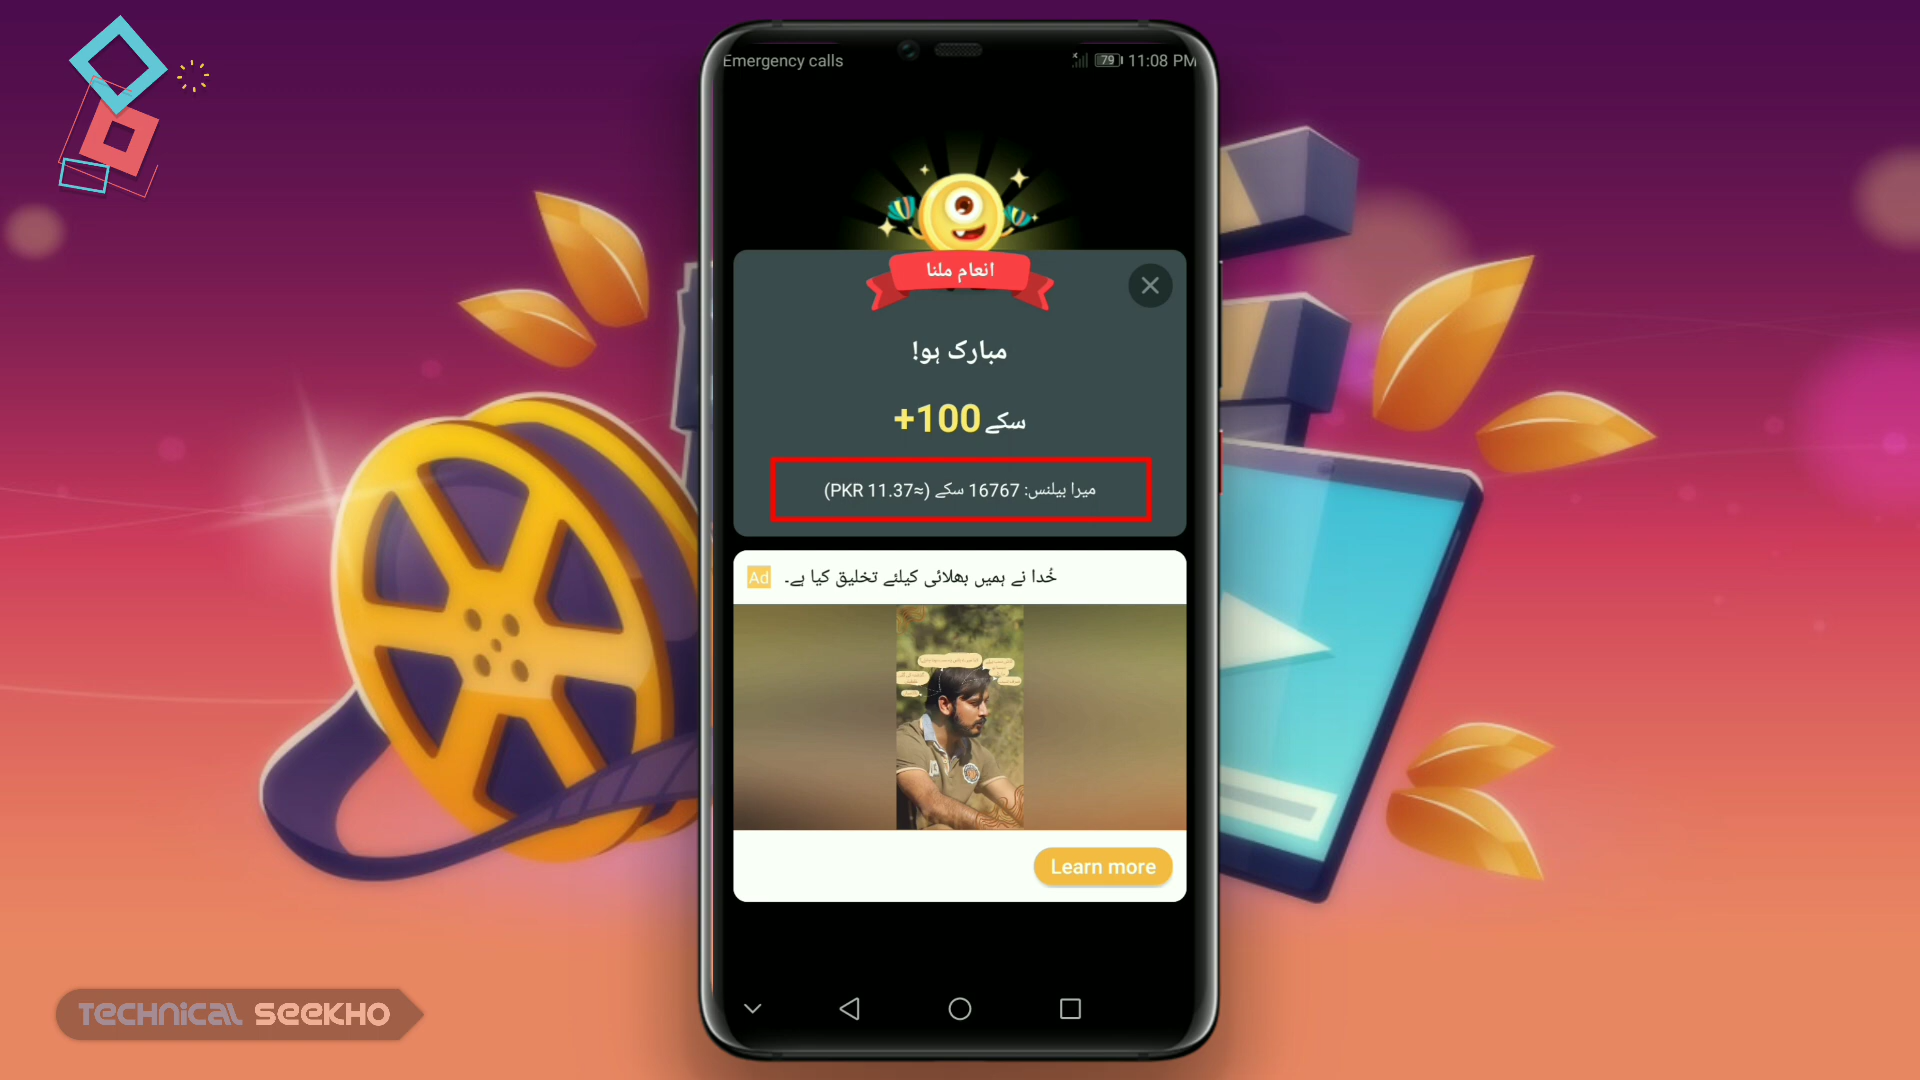 Emergency calls
79 11:08 PM
انعام ملنا
مبارک ہو!
+100 سکے
میرا بیلنس: 16767 سکے (≈PKR 11.37)
Ad خُدا نے ہمیں بھلائی کیلئے تخلیق کیا ہے۔
Learn more
TECHNICAL SEEKHO